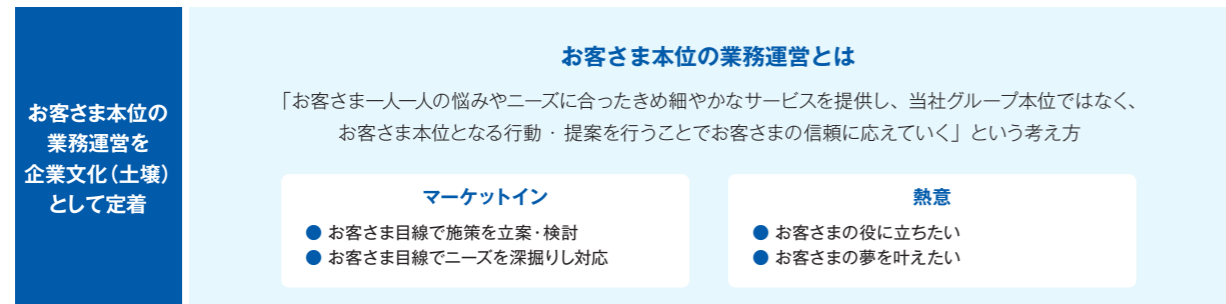 お客さま本位の
業務運営を
企業文化（土壌）
として定着
お客さま本位の業務運営とは
「お客さま一人一人の悩みやニーズに合ったきめ細やかなサービスを提供し、当社グループ本位ではなく、
お客さま本位となる行動・提案を行うことでお客さまの信頼に応えていく」という考え方
マーケットイン
● お客さま目線で施策を立案・検討
● お客さま目線でニーズを深掘りし対応
熱意
● お客さまの役に立ちたい
● お客さまの夢を叶えたい